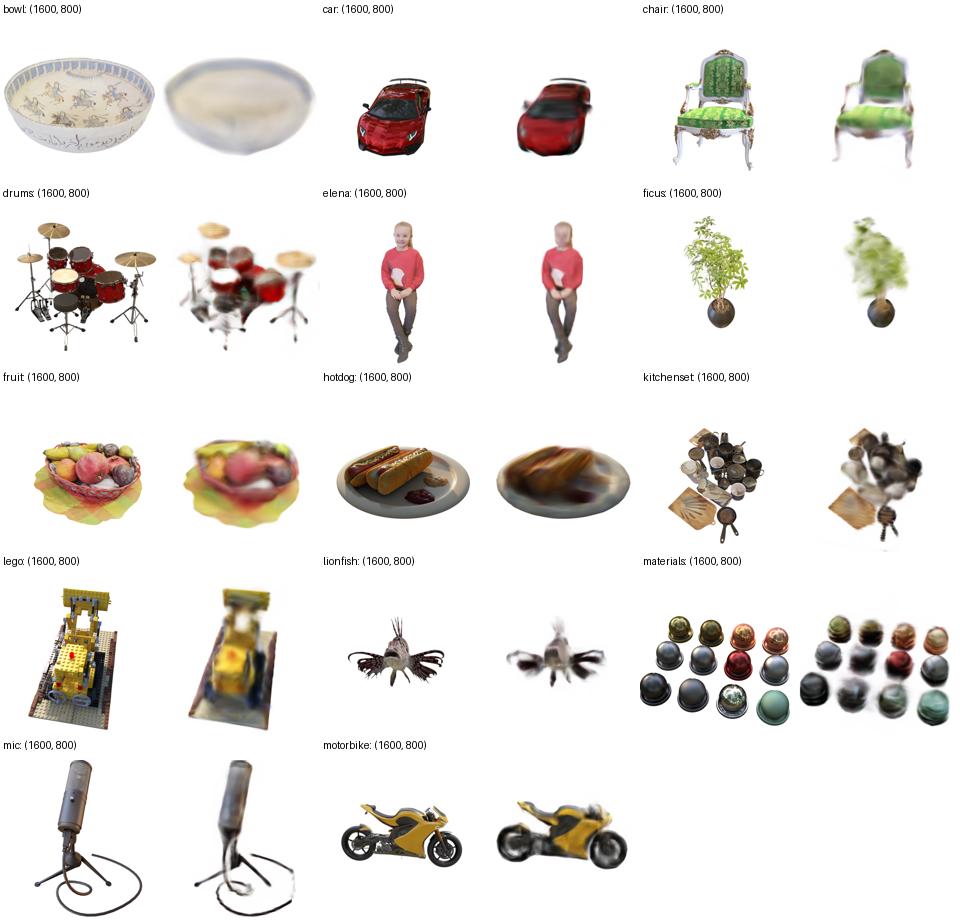 bowl: (1600, 800)
car: (1600, 800)
chair: (1600, 800)
drums: (1600, 800)
elena: (1600, 800)
ficus: (1600, 800)
fruit: (1600, 800)
hotdog: (1600, 800)
kitchenset: (1600, 800)
lego: (1600, 800)
lionfish: (1600, 800)
materials: (1600, 800)
mic: (1600, 800)
motorbike: (1600, 800)